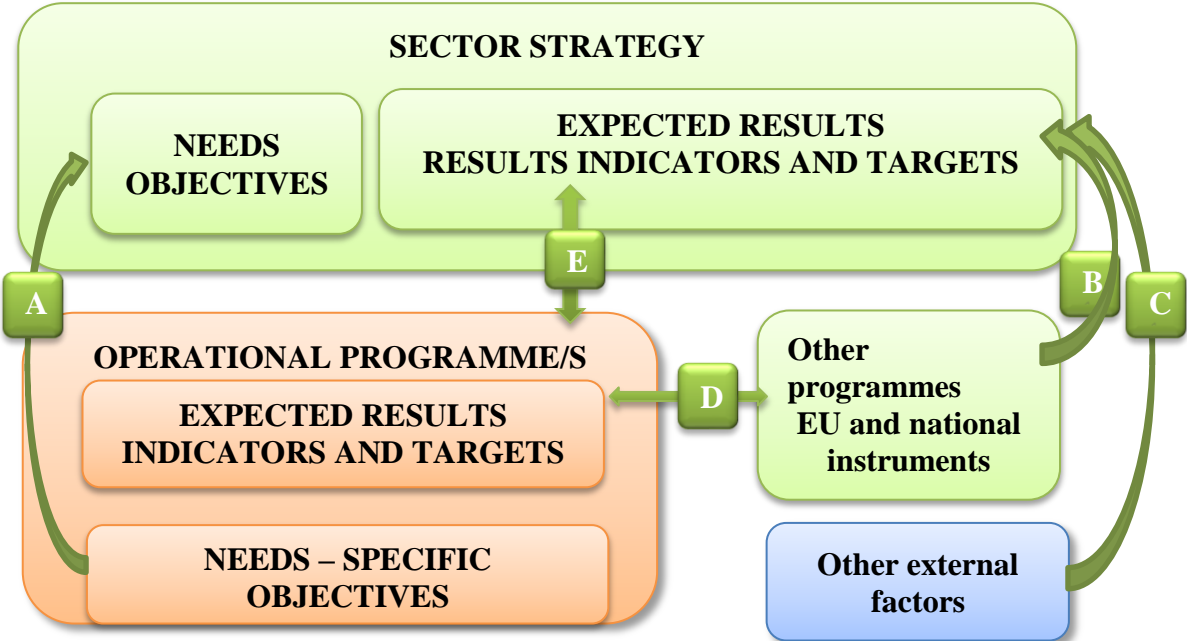 SECTOR STRATEGY
NEEDS
OBJECTIVES
EXPECTED RESULTS
RESULTS INDICATORS AND TARGETS
A
E
B
C
OPERATIONAL PROGRAMME/S
EXPECTED RESULTS
INDICATORS AND TARGETS
D
Other
programmes
EU and national
instruments
NEEDS – SPECIFIC
OBJECTIVES
Other external
factors